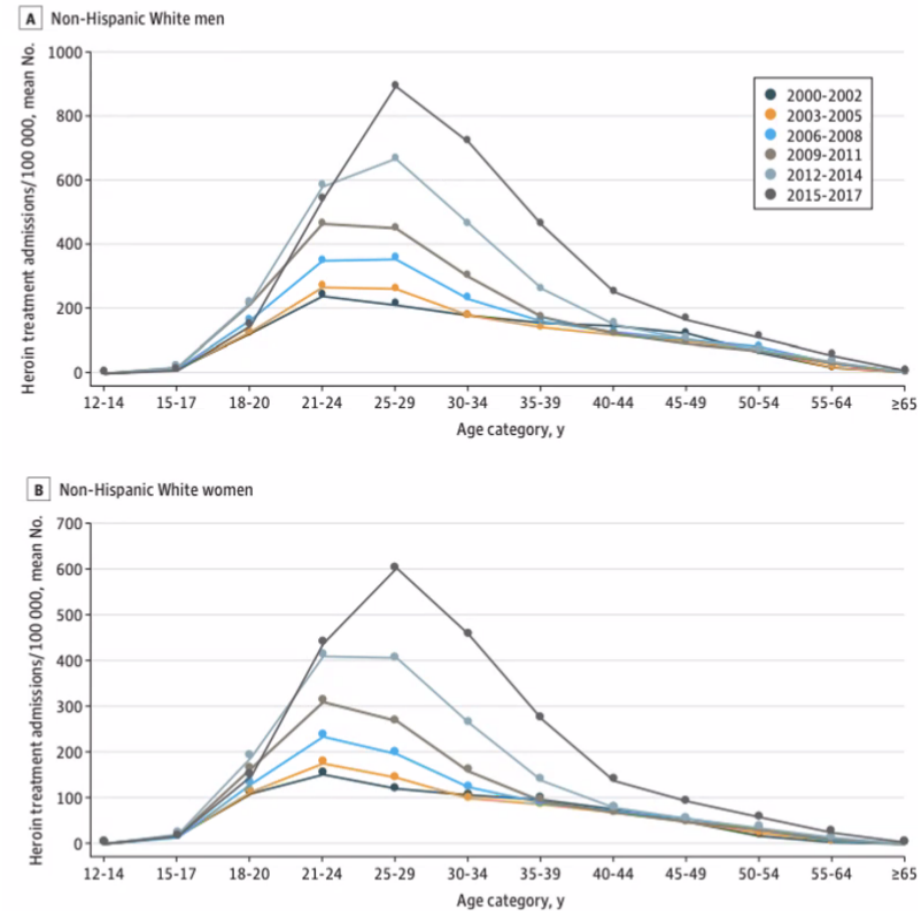 A Non-Hispanic White men
Heroin treatment admissions/100 000, mean No.
1000
800
600
400
200
0
2000-2002
2003-2005
2006-2008
2009-2011
2012-2014
2015-2017
12-14 15-17 18-20 21-24 25-29 30-34 35-39 40-44 45-49 50-54 55-64 ≥65
Age category, y
B Non-Hispanic White women
Heroin treatment admissions/100 000, mean No.
700
600
500
400
300
200
100
0
12-14 15-17 18-20 21-24 25-29 30-34 35-39 40-44 45-49 50-54 55-64 ≥65
Age category, y